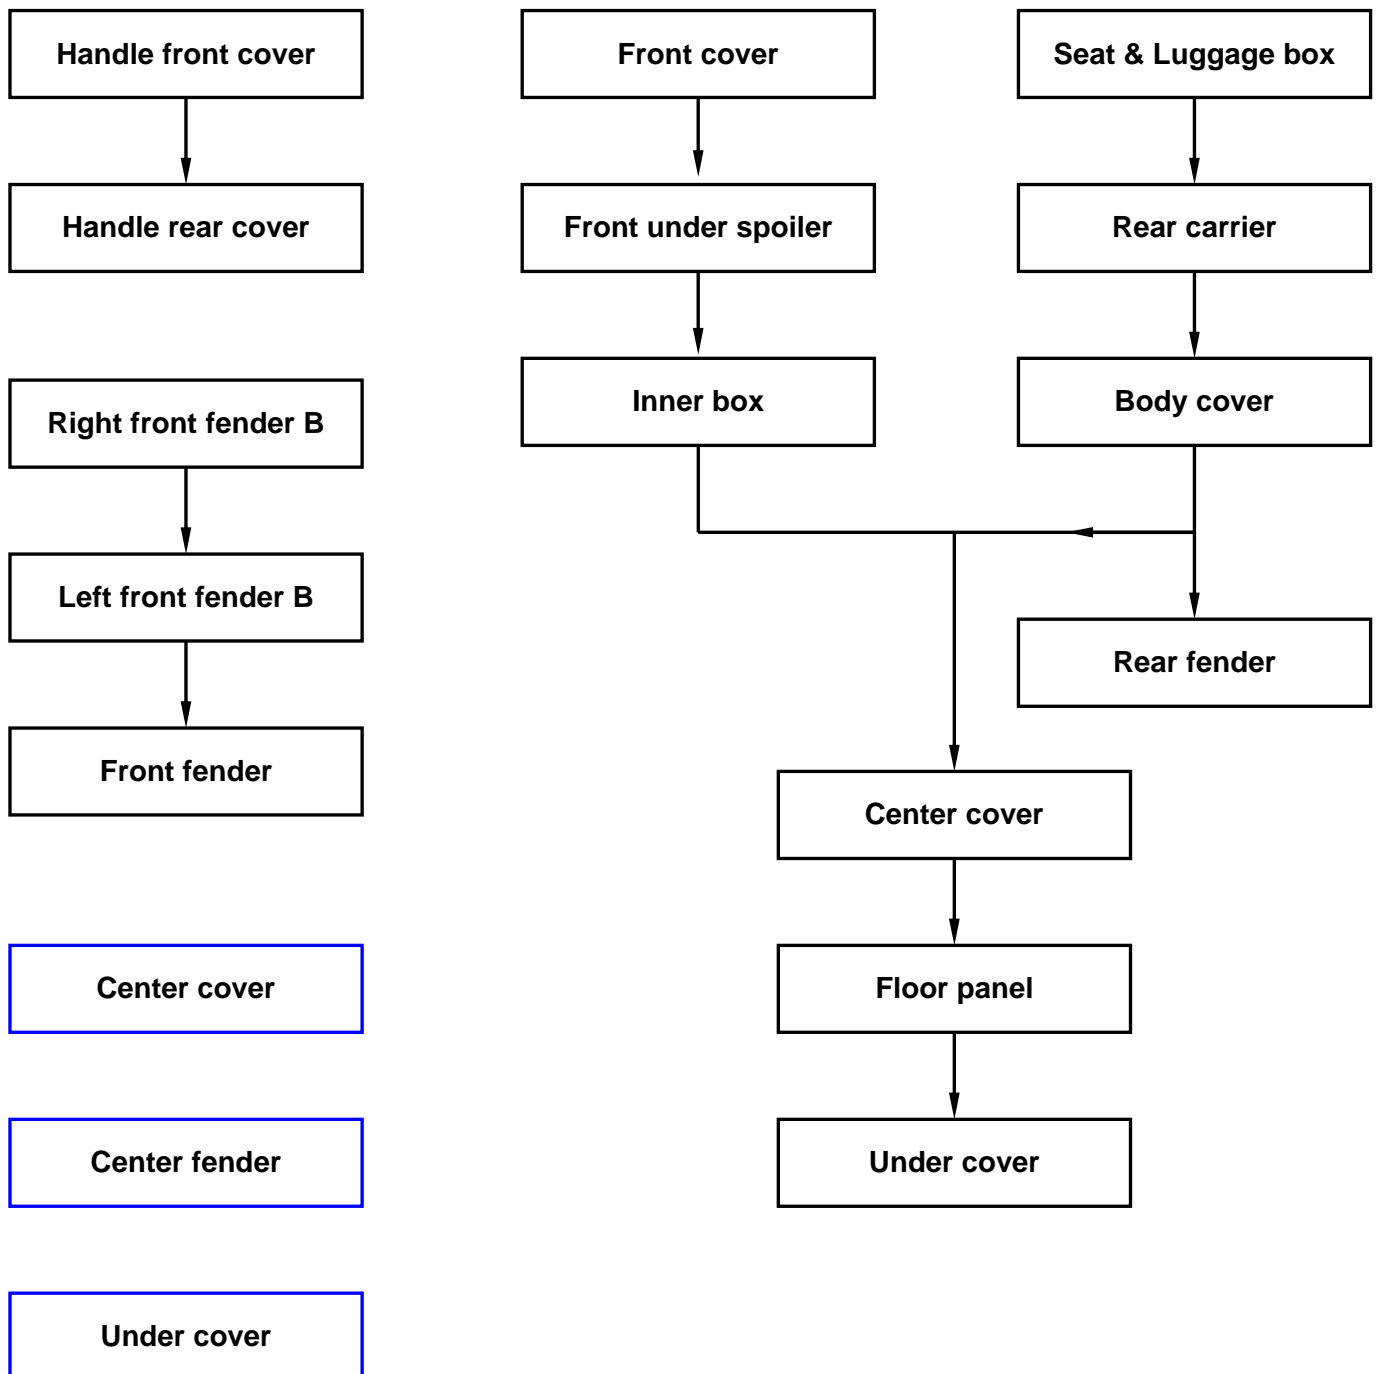 Handle front cover
Front cover
Seat & Luggage box
Handle rear cover
Front under spoiler
Rear carrier
Right front fender B
Inner box
Body cover
Left front fender B
Rear fender
Front fender
Center cover
Center cover
Floor panel
Center fender
Under cover
Under cover